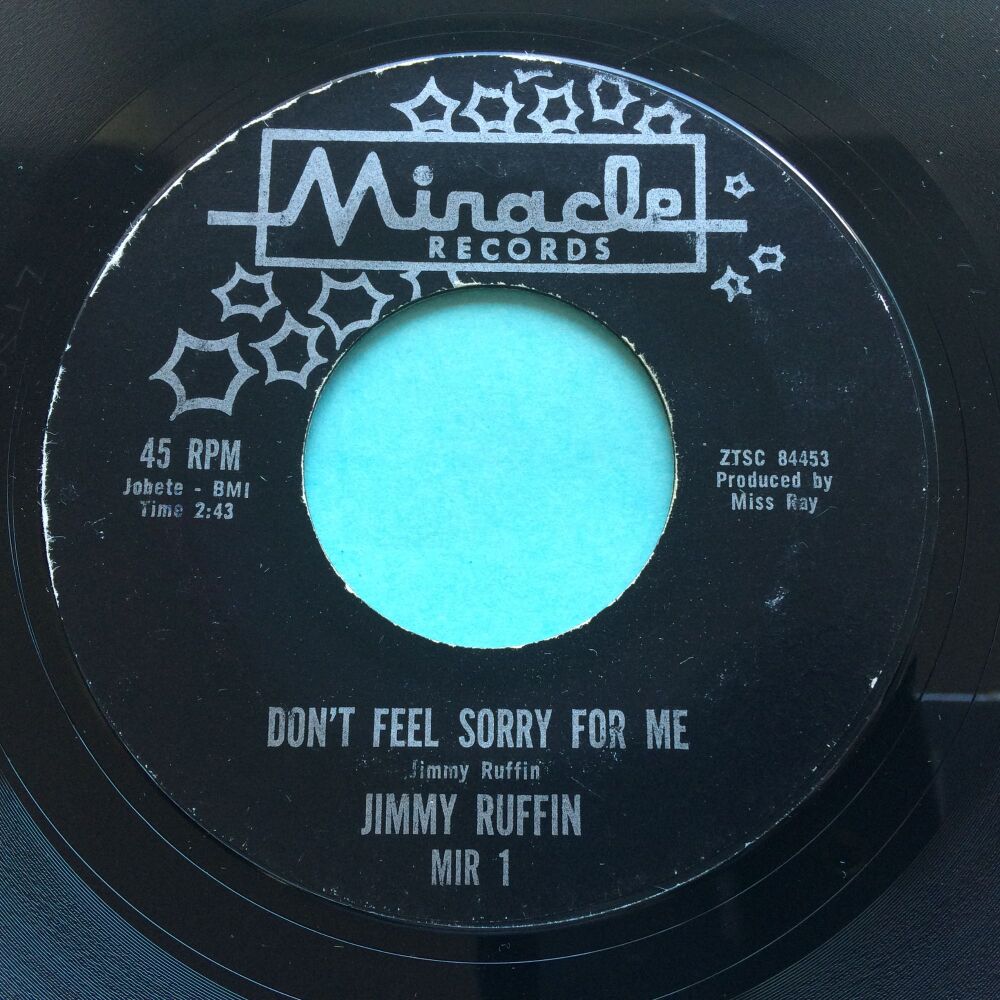 Miracle
RECORDS
45 RPM
Jobete - BMI
Time 2:43
ZTSC 84453
Produced by
Miss Ray
DON'T FEEL SORRY FOR ME
Jimmy Ruffin
JIMMY RUFFIN
MIR 1